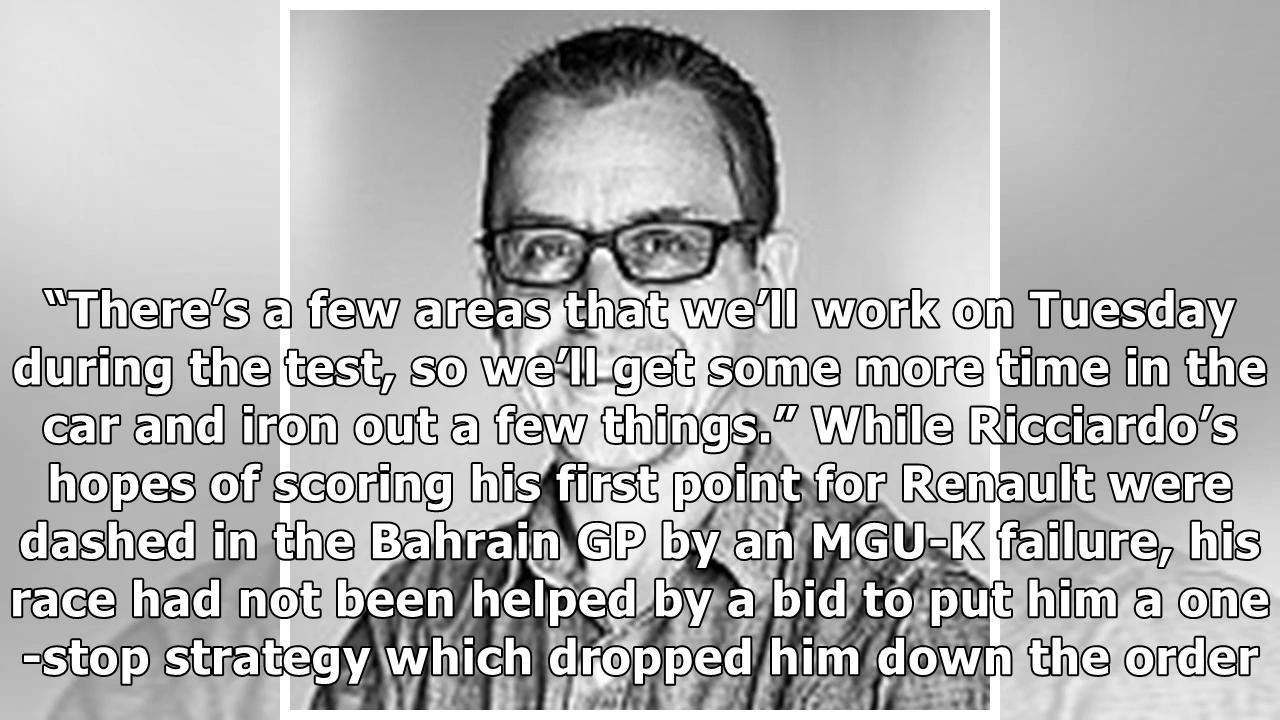 “There’s a few areas that we’ll work on Tuesday
during the test, so we’ll get some more time in the
car and iron out a few things.” While Ricciardo’s
hopes of scoring his first point for Renault were
dashed in the Bahrain GP by an MGU-K failure, his
race had not been helped by a bid to put him a one
-stop strategy which dropped him down the order